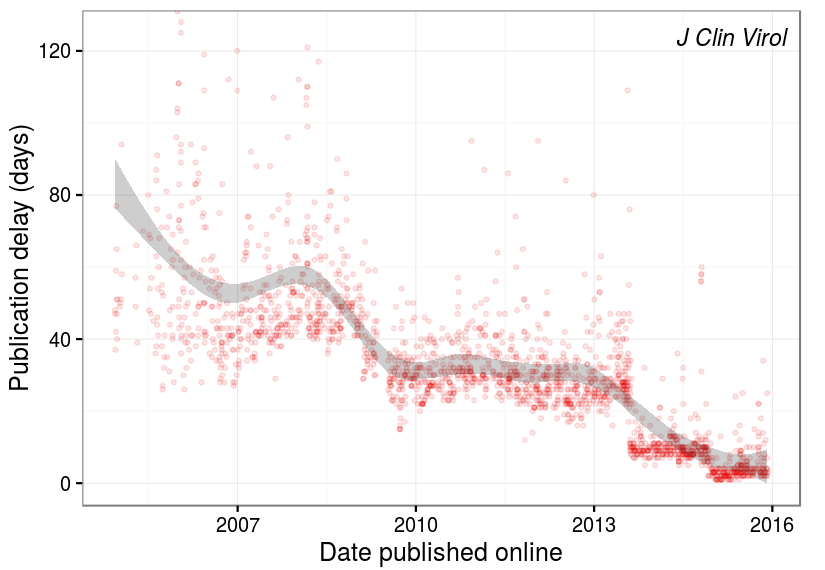 J Clin Virol
120
80
40
0
Publication delay (days)
2007 2010 2013 2016
Date published online